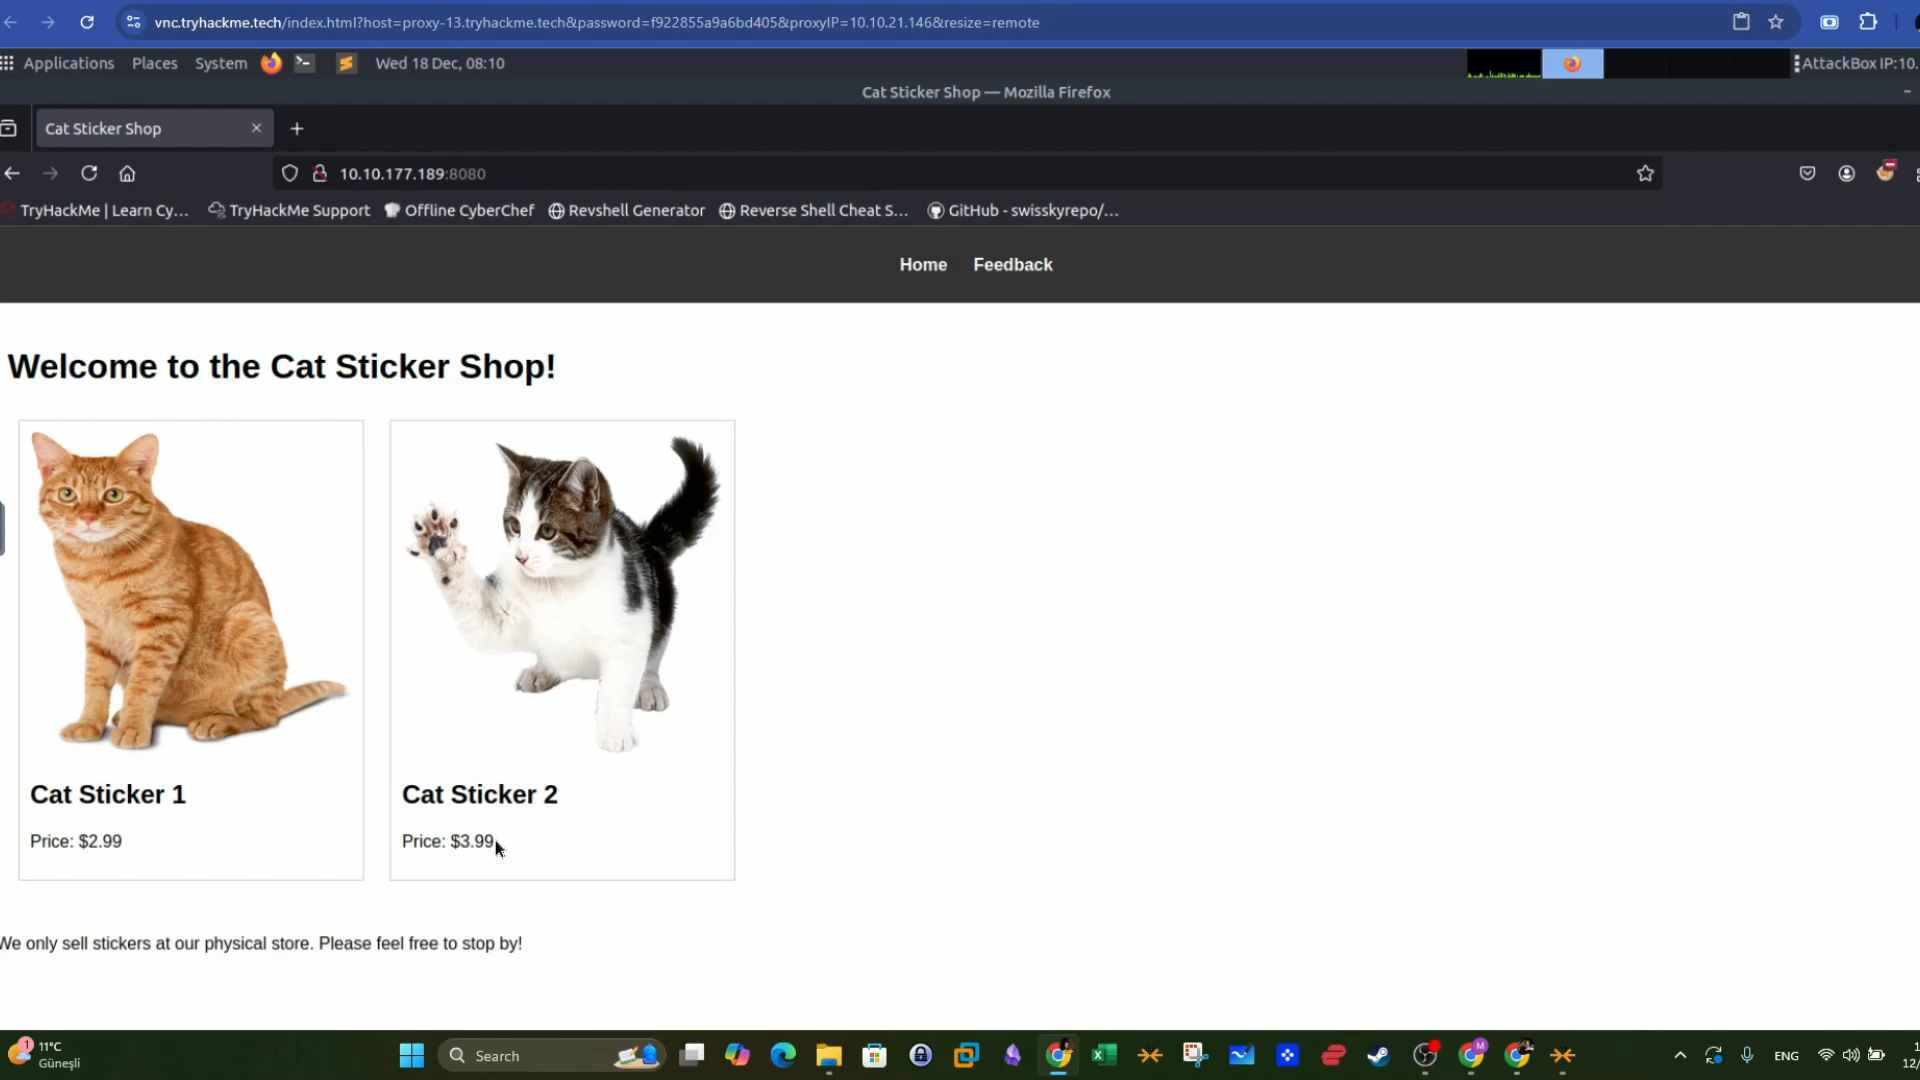 vnc.tryhackme.tech/index.html?host=proxy-13.tryhackme.tech&password=f922855a9a6bd405&proxyIP=10.10.21.146&resize=remote
Applications Places System Wed 18 Dec, 08:10 AttackBox IP:10.
Cat Sticker Shop — Mozilla Firefox
Cat Sticker Shop
10.10.177.189:8080
TryHackMe | Learn Cy... TryHackMe Support Offline CyberChef Revshell Generator Reverse Shell Cheat S... GitHub - swisskyrepo/...
Home Feedback
Welcome to the Cat Sticker Shop!
Cat Sticker 1 Cat Sticker 2
Price: $2.99 Price: $3.99
We only sell stickers at our physical store. Please feel free to stop by!
1 11°C
Güneşli
Search
ENG